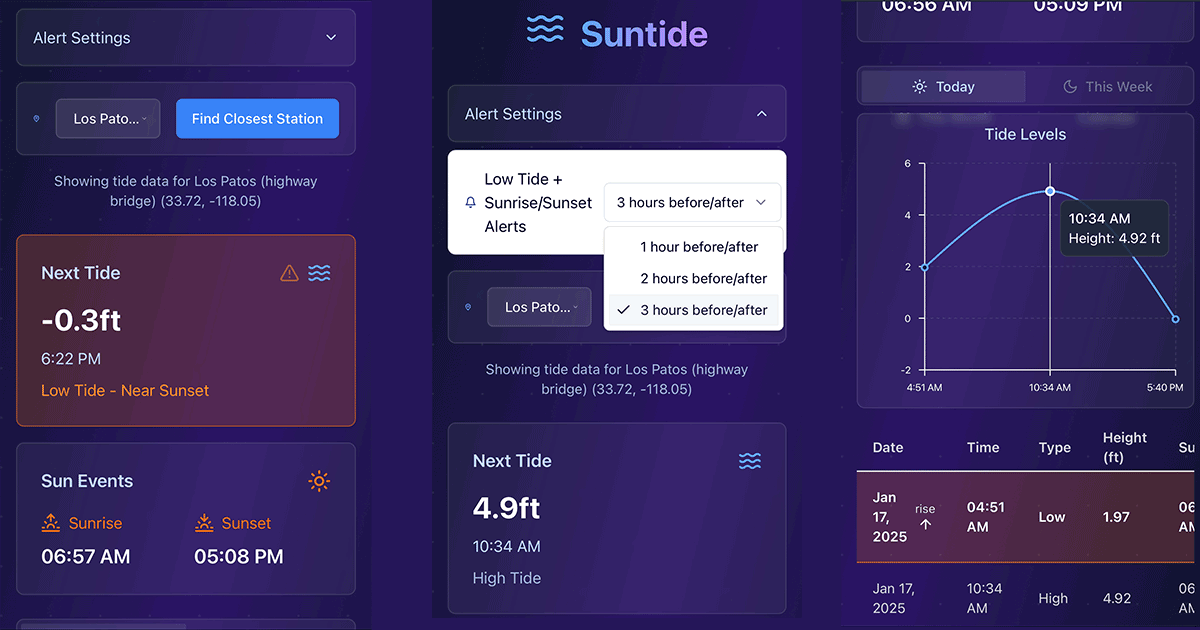 Alert Settings
Los Pato...
Find Closest Station
Showing tide data for Los Patos (highway
bridge) (33.72, -118.05)
Next Tide
-0.3ft
6:22 PM
Low Tide - Near Sunset
Sun Events
Sunrise
Sunset
06:57 AM
05:08 PM
Suntide
Alert Settings
Low Tide +
Sunrise/Sunset
Alerts
3 hours before/after
1 hour before/after
2 hours before/after
3 hours before/after
Los Pato...
Showing tide data for Los Patos (highway
bridge) (33.72, -118.05)
Next Tide
4.9ft
10:34 AM
High Tide
06:56 AM
05:09 PM
Today
This Week
Tide Levels
6
4
2
0
-2
10:34 AM
Height: 4.92 ft
4:51 AM
10:34 AM
5:40 PM
Date
Time
Type
Height
(ft)
Su
Jan
17,
2025
rise
04:51
AM
Low
1.97
06
AM
Jan 17,
2025
10:34
AM
High
4.92
06
AM